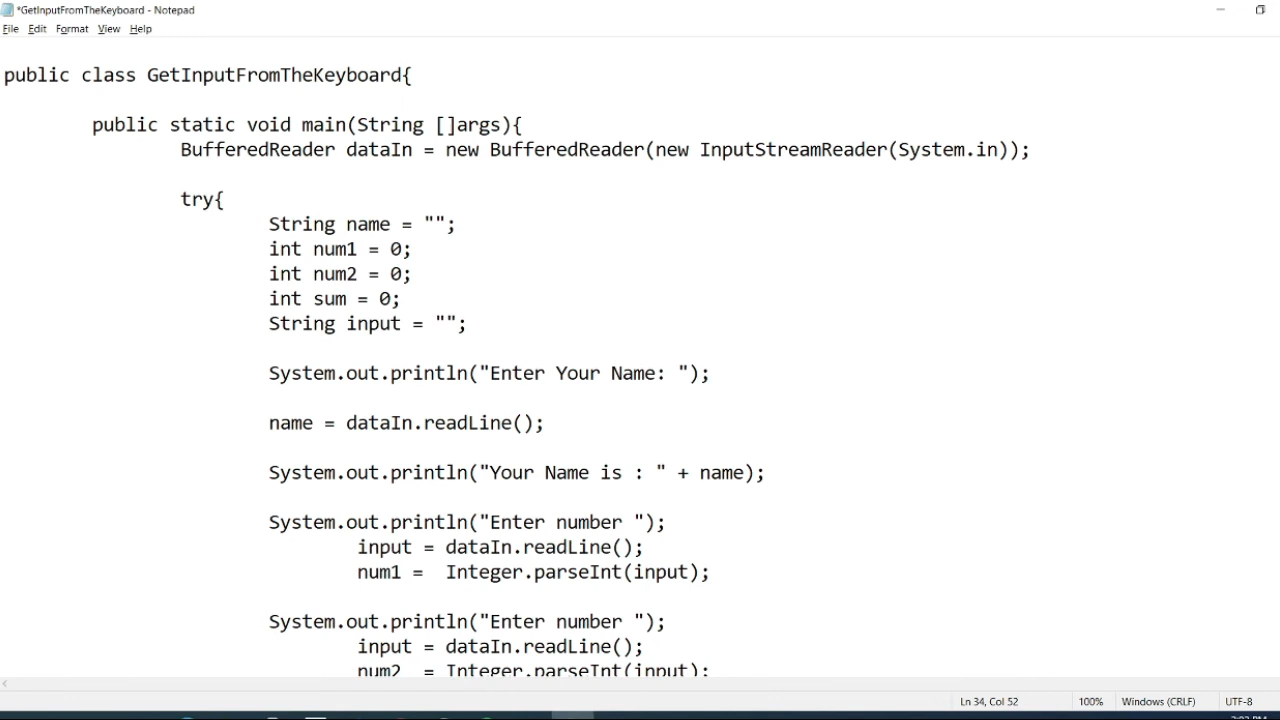 *GetInputFromTheKeyboard - Notepad
File Edit Format View Help
public class GetInputFromTheKeyboard{
public static void main(String []args){
BufferedReader dataIn = new BufferedReader(new InputStreamReader(System.in));
try{
String name = "";
int num1 = 0;
int num2 = 0;
int sum = 0;
String input = "";
System.out.println("Enter Your Name: ");
name = dataIn.readLine();
System.out.println("Your Name is : " + name);
System.out.println("Enter number ");
input = dataIn.readLine();
num1 =  Integer.parseInt(input);
System.out.println("Enter number ");
input = dataIn.readLine();
num2  = Integer.parseInt(input);
Ln 34, Col 52 100% Windows (CRLF) UTF-8